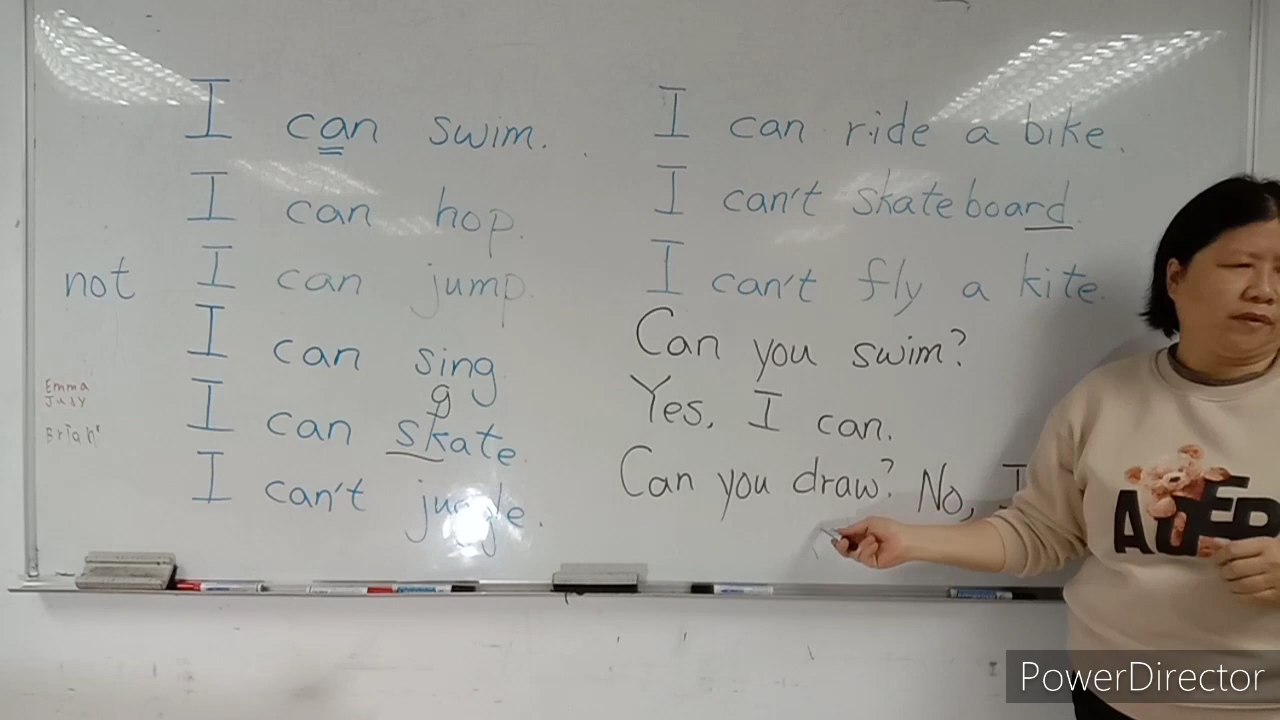 I can swim.
I can hop.
not I can jump.
I can sing.
g
I can skate.
I can't juggle.
Emma
Judy
Brian
I can ride a bike.
I can't skateboard.
I can't fly a kite.
Can you swim?
Yes, I can.
Can you draw? No, I
PowerDirector